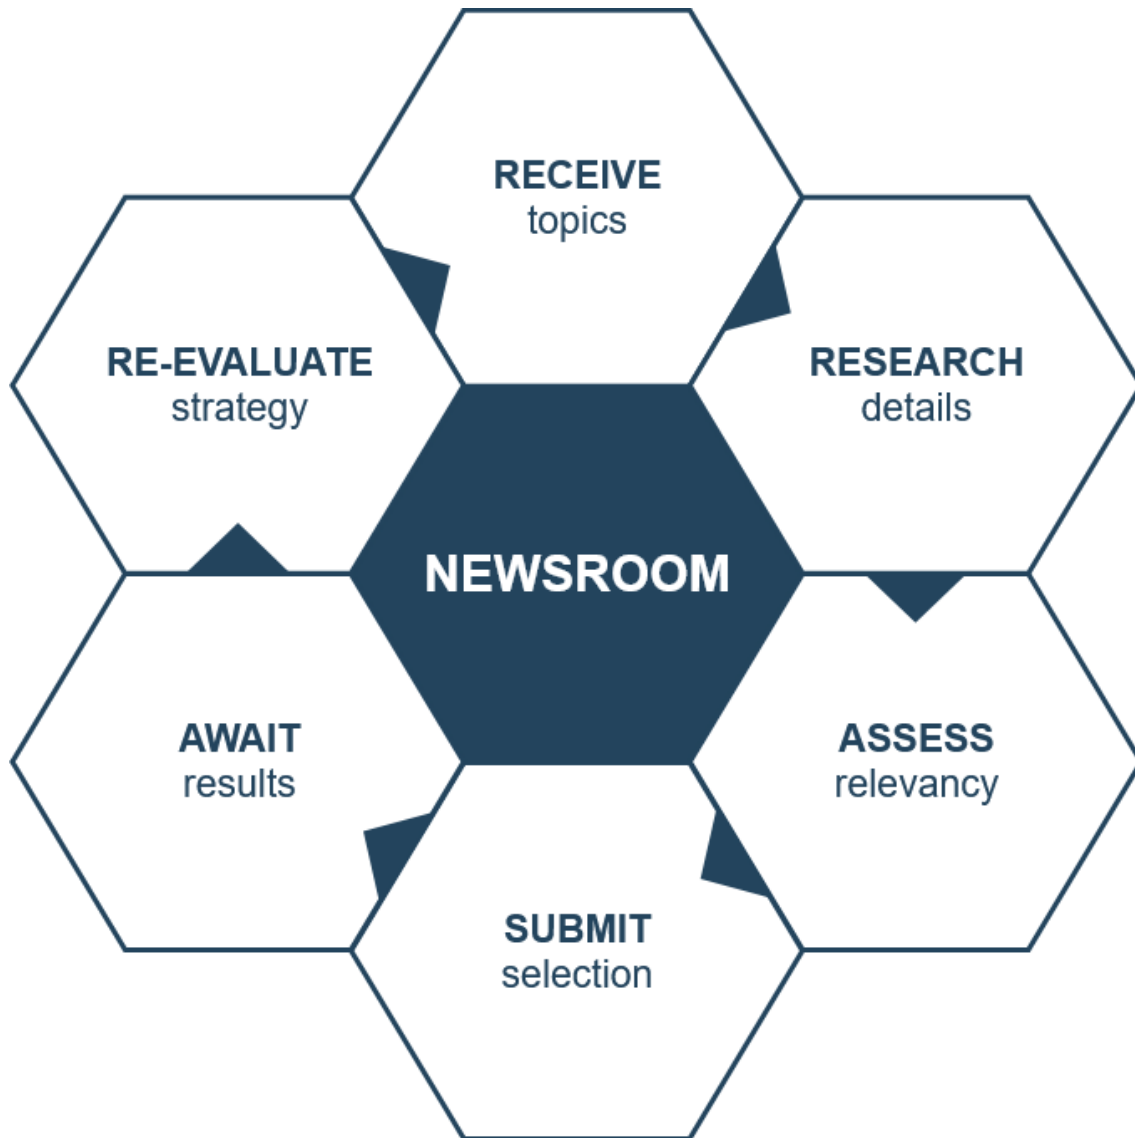 RECEIVE
topics
RESEARCH
details
ASSESS
relevancy
SUBMIT
selection
AWAIT
results
RE-EVALUATE
strategy
NEWSROOM